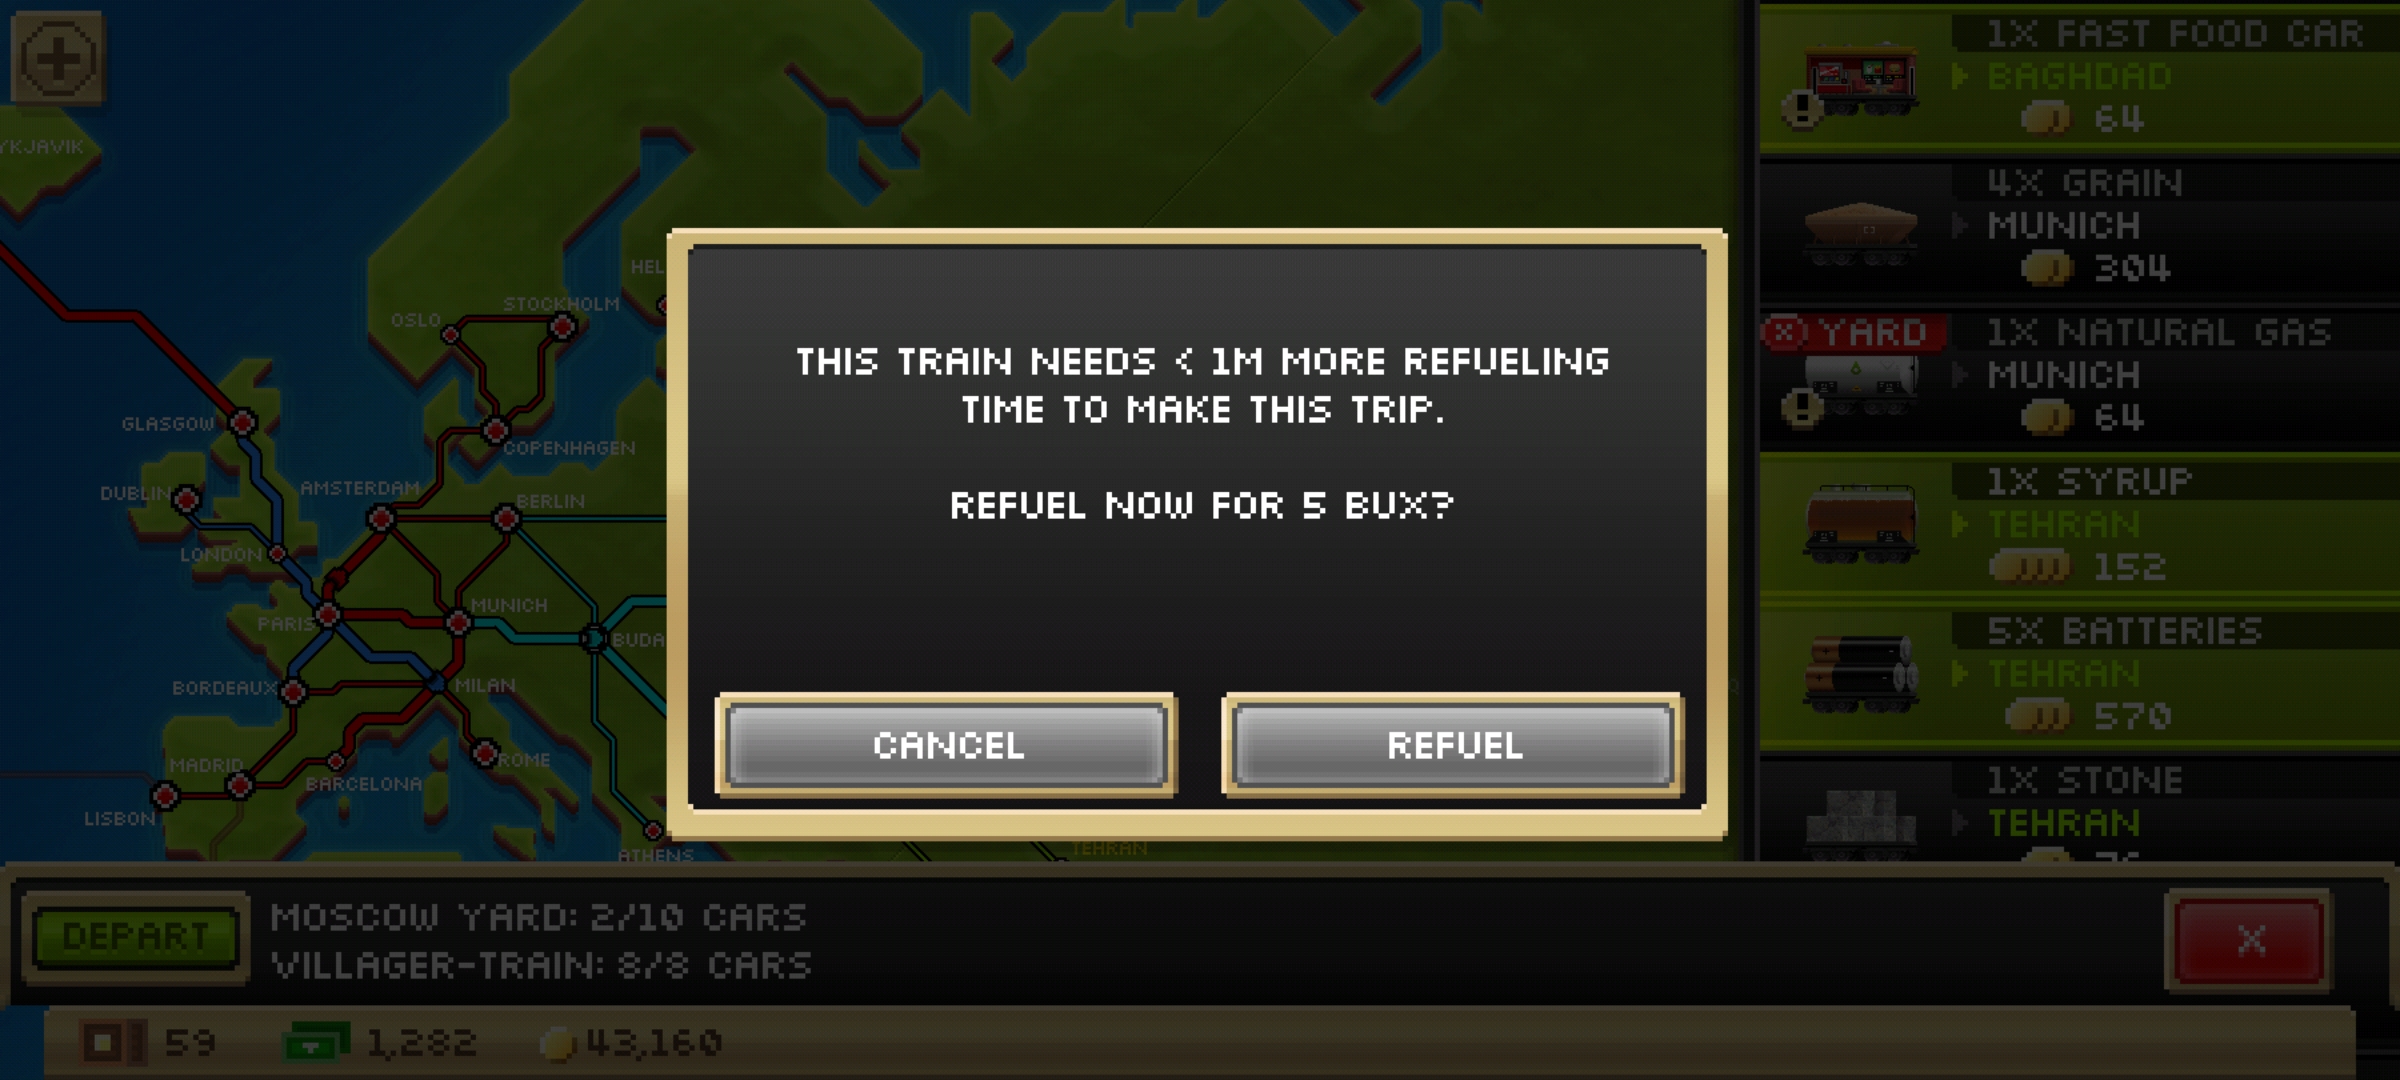 1X FAST FOOD CAR
BAGHDAD
64
YKJAVIK
4X GRAIN
MUNICH
304
HEL
STOCKHOLM
OSLO
YARD
1X NATURAL GAS
MUNICH
64
THIS TRAIN NEEDS < 1M MORE REFUELING
TIME TO MAKE THIS TRIP.
REFUEL NOW FOR 5 BUX?
GLASGOW
COPENHAGEN
DUBLIN
AMSTERDAM
BERLIN
1X SYRUP
TEHRAN
152
LONDON
PARIS
MUNICH
BUDA
5X BATTERIES
TEHRAN
570
BORDEAUX
MILAN
CANCEL
REFUEL
MADRID
ROME
BARCELONA
LISBON
1X STONE
TEHRAN
ATHENS
TEHRAN
DEPART
MOSCOW YARD: 2/10 CARS
VILLAGER-TRAIN: 8/8 CARS
X
59
1,282
43,160